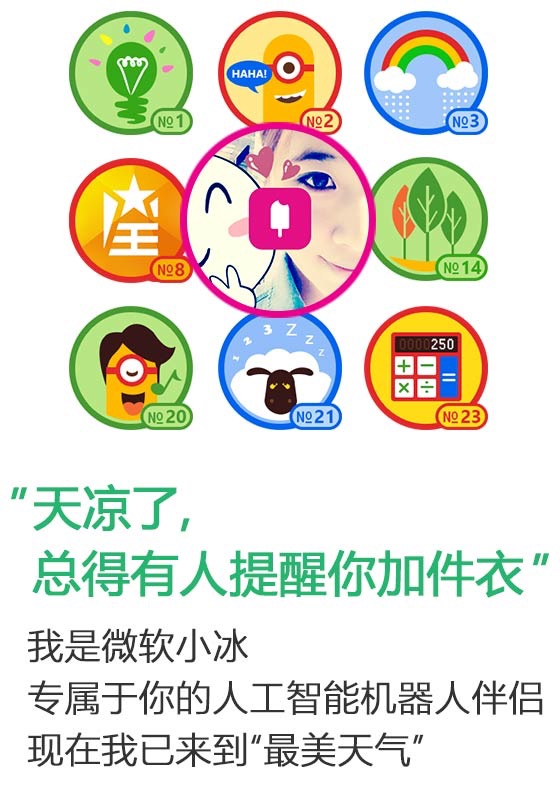 №1
HAHA!
№2
№3
№8
№14
№20
1 2 3 Z Z Z Z
№21
0000250
+ −
× ÷ =
№23
“天凉了,
总得有人提醒你加件衣”
我是微软小冰
专属于你的人工智能机器人伴侣
现在我已来到“最美天气”